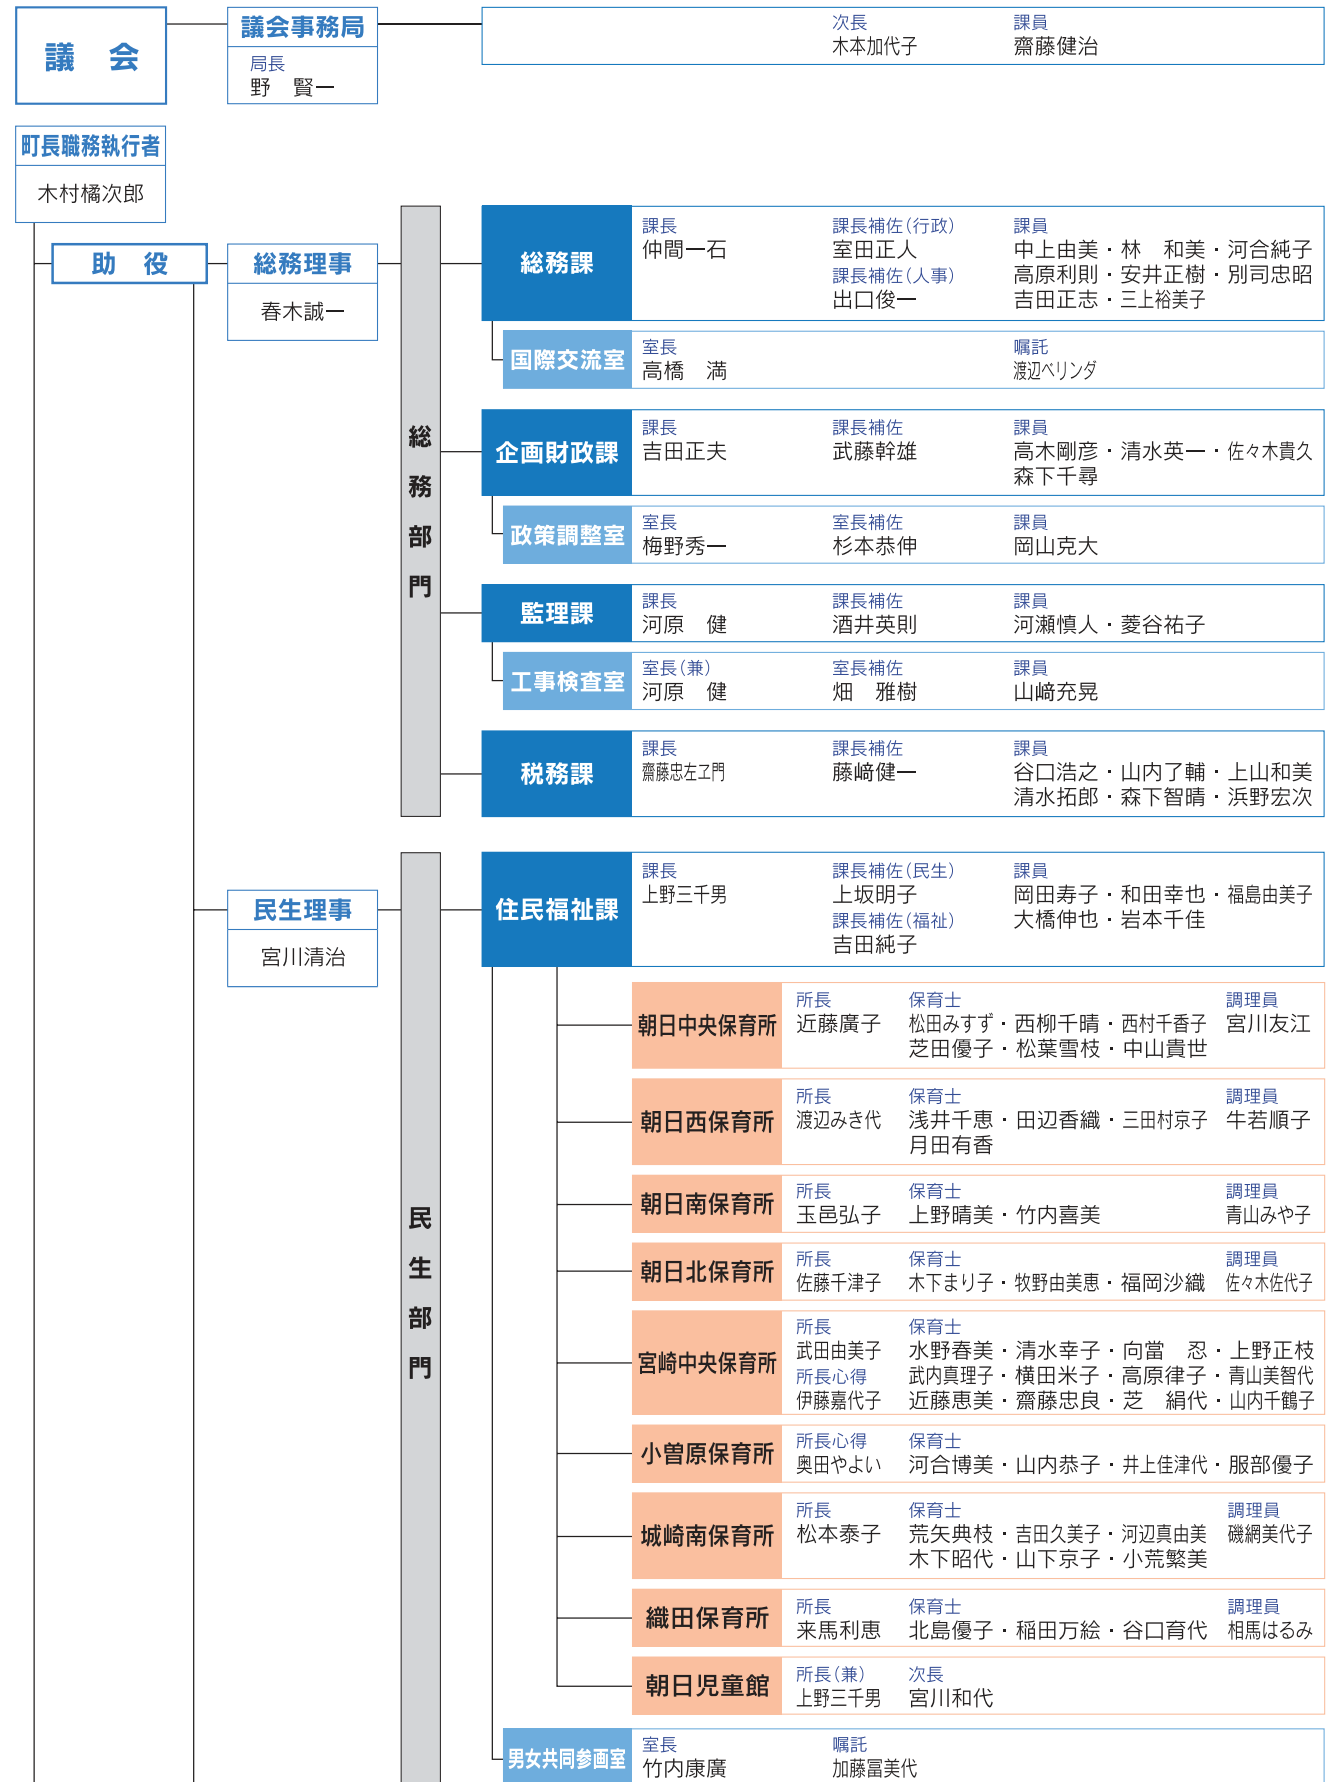 議　会
議会事務局
局長
野　賢一
次長
木本加代子
課員
齋藤健治
町長職務執行者
木村橘次郎
助　役
総務理事
春木誠一
総務部門
総務課
課長
仲間一石
課長補佐（行政）
室田正人
課長補佐（人事）
出口俊一
課員
中上由美・林　和美・河合純子
高原利則・安井正樹・別司忠昭
吉田正志・三上裕美子
国際交流室
室長
高橋　満
嘱託
渡辺ベリンダ
企画財政課
課長
吉田正夫
課長補佐
武藤幹雄
課員
高木剛彦・清水英一・佐々木貴久
森下千尋
政策調整室
室長
梅野秀一
室長補佐
杉本恭伸
課員
岡山克大
監理課
課長
河原　健
課長補佐
酒井英則
課員
河瀬慎人・菱谷祐子
工事検査室
室長（兼）
河原　健
室長補佐
畑　雅樹
課員
山﨑充晃
税務課
課長
齋藤忠左ヱ門
課長補佐
藤﨑健一
課員
谷口浩之・山内了輔・上山和美
清水拓郎・森下智晴・浜野宏次
民生理事
宮川清治
民生部門
住民福祉課
課長
上野三千男
課長補佐（民生）
上坂明子
課長補佐（福祉）
吉田純子
課員
岡田寿子・和田幸也・福島由美子
大橋伸也・岩本千佳
朝日中央保育所
所長
近藤廣子
保育士
松田みすず・西柳千晴・西村千香子
芝田優子・松葉雪枝・中山貴世
調理員
宮川友江
朝日西保育所
所長
渡辺みき代
保育士
浅井千恵・田辺香織・三田村京子
月田有香
調理員
牛若順子
朝日南保育所
所長
玉邑弘子
保育士
上野晴美・竹内喜美
調理員
青山みや子
朝日北保育所
所長
佐藤千津子
保育士
木下まり子・牧野由美恵・福岡沙織
調理員
佐々木佐代子
宮崎中央保育所
所長
武田由美子
所長心得
伊藤嘉代子
保育士
水野春美・清水幸子・向當　忍・上野正枝
武内真理子・横田米子・高原律子・青山美智代
近藤恵美・齋藤忠良・芝　絹代・山内千鶴子
小曽原保育所
所長心得
奥田やよい
保育士
河合博美・山内恭子・井上佳津代・服部優子
城崎南保育所
所長
松本泰子
保育士
荒矢典枝・吉田久美子・河辺真由美
木下昭代・山下京子・小荒繁美
調理員
磯網美代子
織田保育所
所長
来馬利恵
保育士
北島優子・稲田万絵・谷口育代
調理員
相馬はるみ
朝日児童館
所長（兼）
上野三千男
次長
宮川和代
男女共同参画室
室長
竹内康廣
嘱託
加藤冨美代